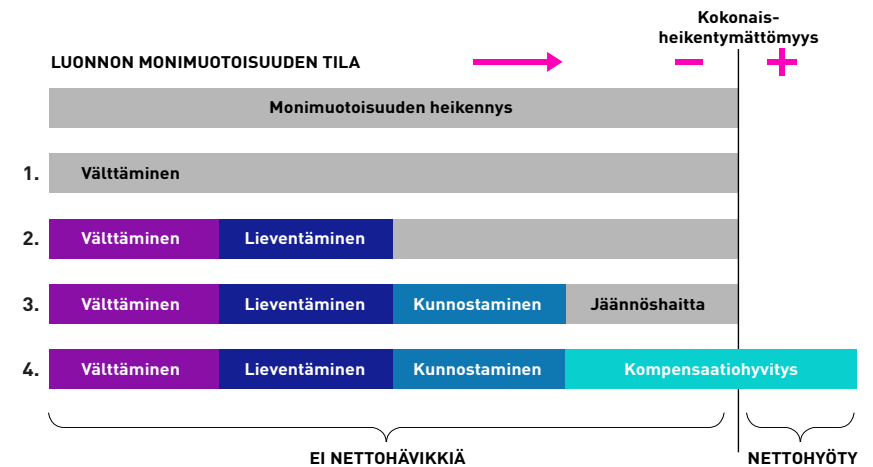 Kokonais-
heikentymättömyys
LUONNON MONIMUOTOISUUDEN TILA
Monimuotoisuuden heikennys
1. Välttäminen
2. Välttäminen Lieventäminen
3. Välttäminen Lieventäminen Kunnostaminen Jäännöshaitta
4. Välttäminen Lieventäminen Kunnostaminen Kompensaatiohyvitys
EI NETTOHÄVIKKIÄ NETTOHYÖTY